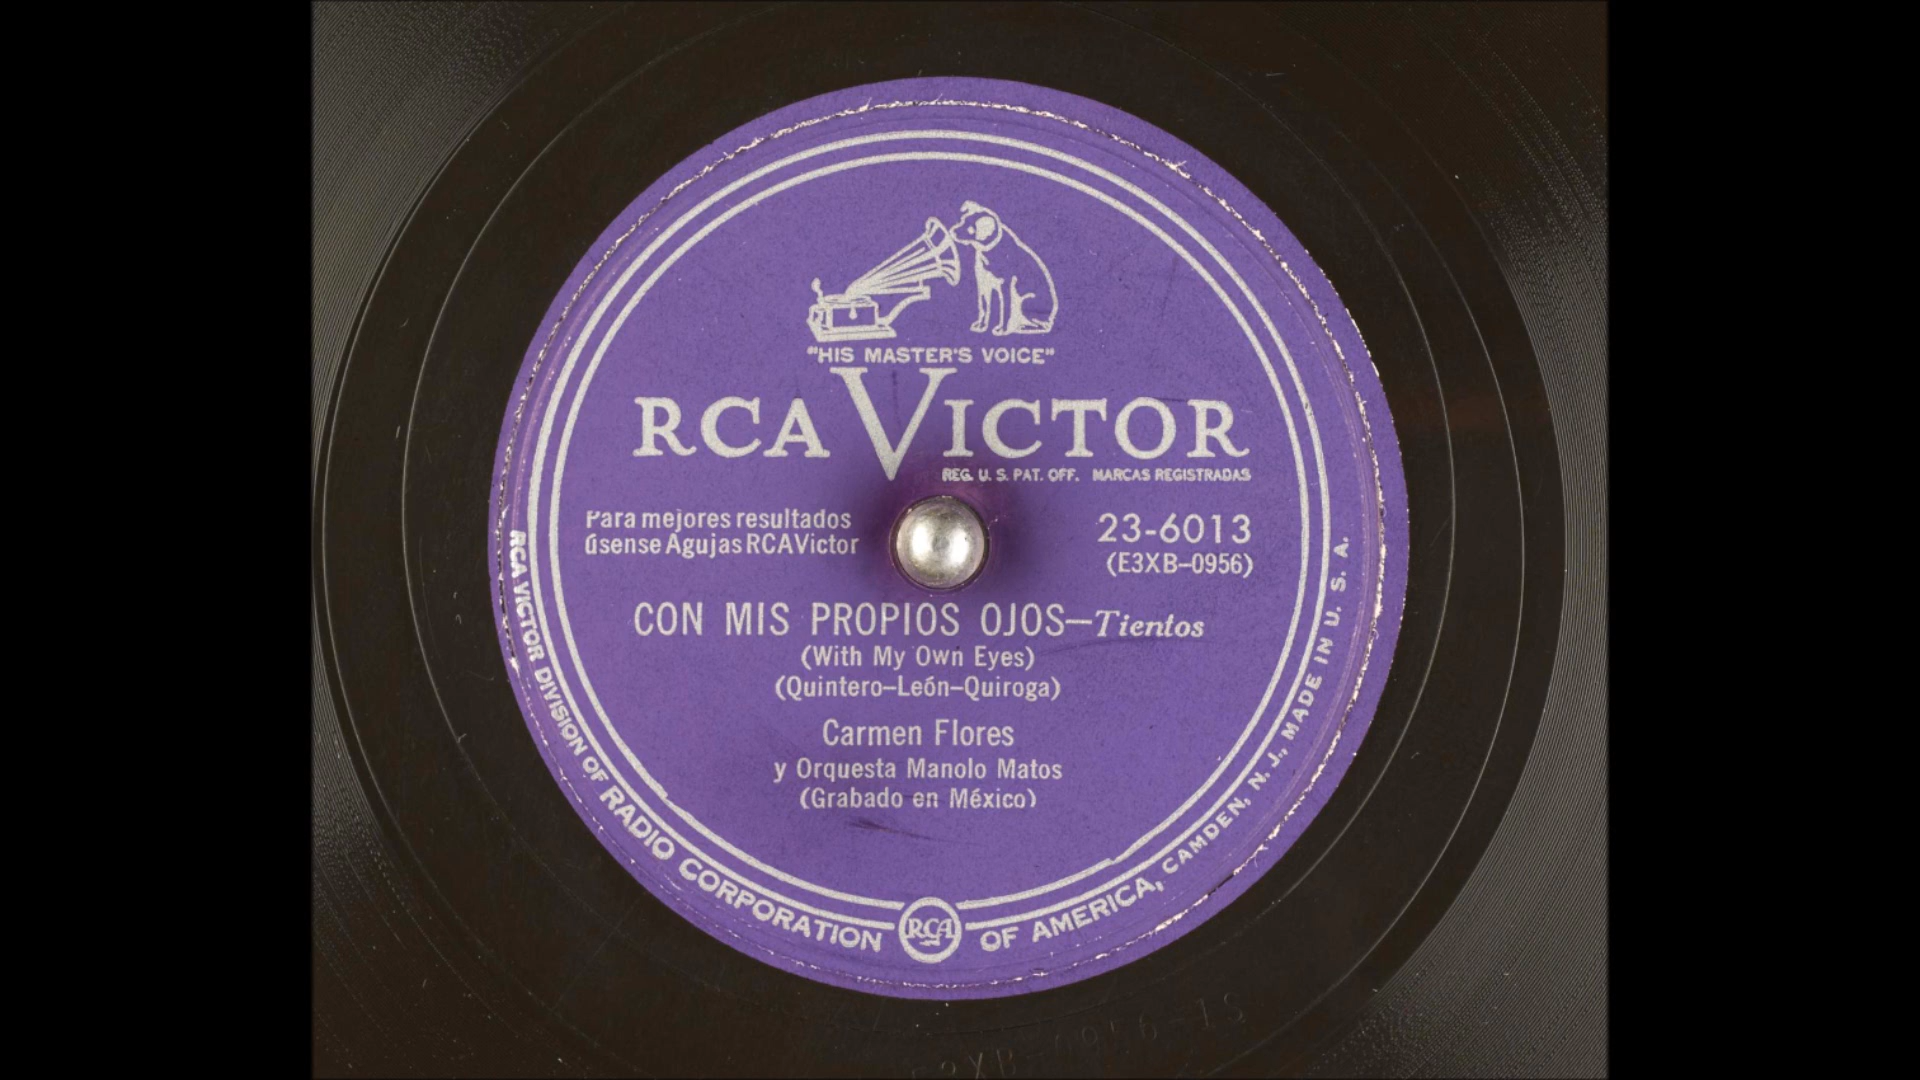 "HIS MASTER'S VOICE"
RCA VICTOR
REG. U. S. PAT. OFF. MARCAS REGISTRADAS
Para mejores resultados
úsense Agujas RCA Victor
23-6013
(E3XB-0956)
CON MIS PROPIOS OJOS—Tientos
(With My Own Eyes)
(Quintero-León-Quiroga)
Carmen Flores
y Orquesta Manolo Matos
(Grabado en México)
RCA VICTOR DIVISION OF RADIO CORPORATION OF AMERICA, CAMDEN, N. J., MADE IN U. S. A.
RCA